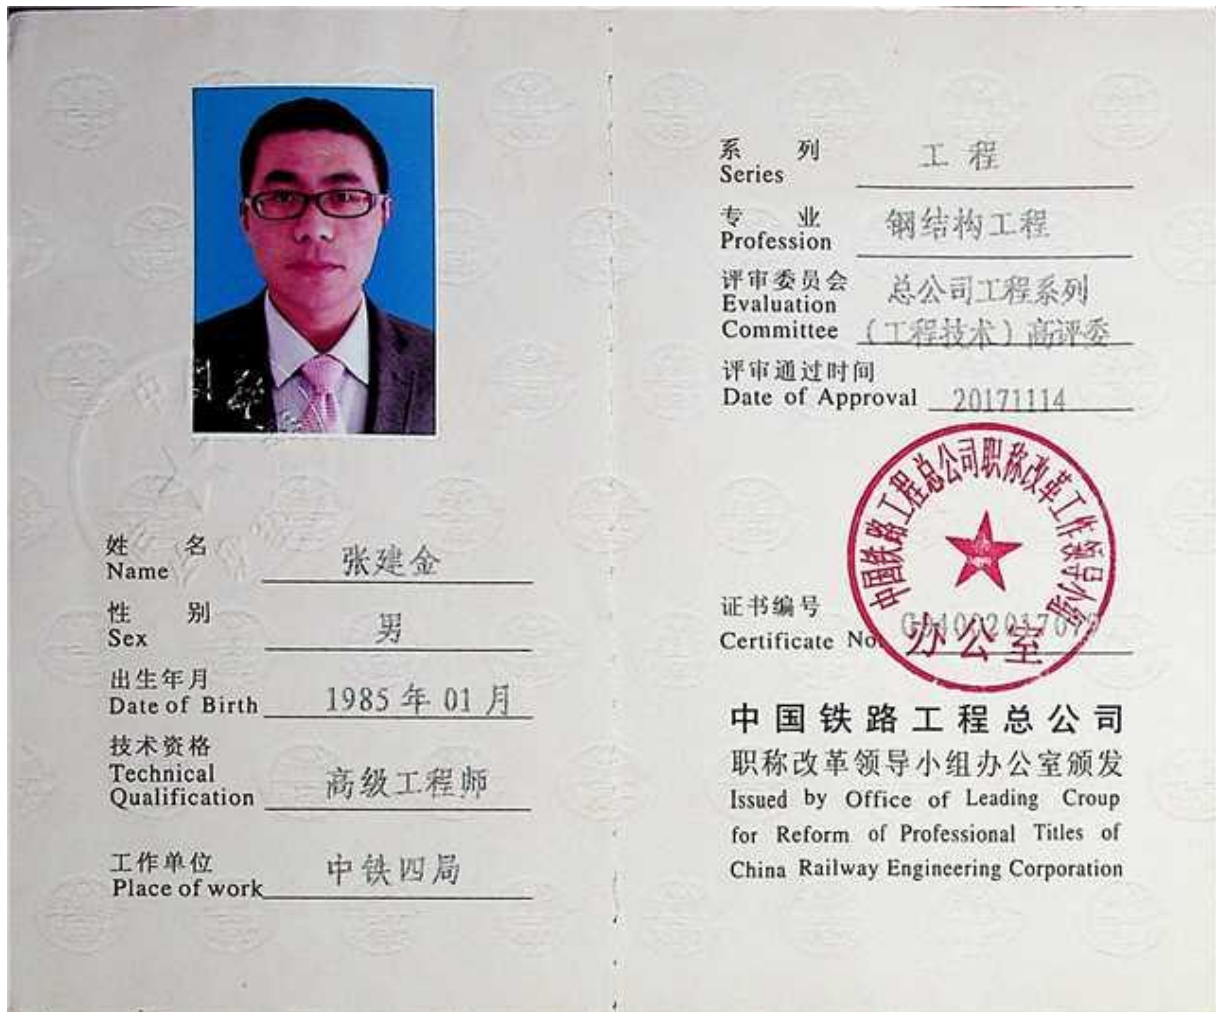 姓名 张建金
Name
性别 男
Sex
出生年月
Date of Birth 1985年01月
技术资格
Technical
Qualification 高级工程师
工作单位
Place of work 中铁四局
系列 工程
Series
专业 钢结构工程
Profession
评审委员会 总公司工程系列
Evaluation
Committee (工程技术)高评委
评审通过时间
Date of Approval 20171114
中国铁路工程总公司职称改革工作领导小组
办公室
证书编号
Certificate No.
中国铁路工程总公司
职称改革领导小组办公室颁发
Issued by Office of Leading Croup
for Reform of Professional Titles of
China Railway Engineering Corporation